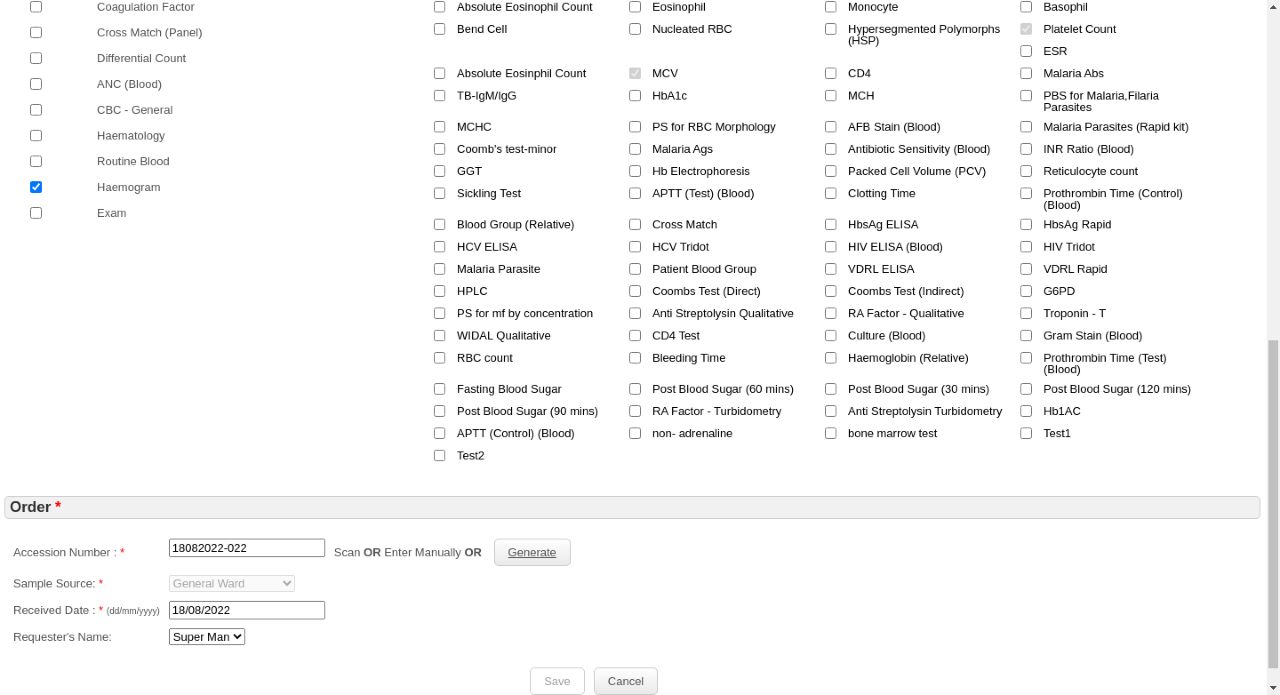 Coagulation Factor
Cross Match (Panel)
Differential Count
ANC (Blood)
CBC - General
Haematology
Routine Blood
Haemogram
Exam
Absolute Eosinophil Count Eosinophil Monocyte Basophil
Bend Cell Nucleated RBC Hypersegmented Polymorphs Platelet Count
(HSP)
ESR
Absolute Eosinphil Count MCV CD4 Malaria Abs
TB-IgM/IgG HbA1c MCH PBS for Malaria,Filaria
Parasites
MCHC PS for RBC Morphology AFB Stain (Blood) Malaria Parasites (Rapid kit)
Coomb's test-minor Malaria Ags Antibiotic Sensitivity (Blood) INR Ratio (Blood)
GGT Hb Electrophoresis Packed Cell Volume (PCV) Reticulocyte count
Sickling Test APTT (Test) (Blood) Clotting Time Prothrombin Time (Control)
(Blood)
Blood Group (Relative) Cross Match HbsAg ELISA HbsAg Rapid
HCV ELISA HCV Tridot HIV ELISA (Blood) HIV Tridot
Malaria Parasite Patient Blood Group VDRL ELISA VDRL Rapid
HPLC Coombs Test (Direct) Coombs Test (Indirect) G6PD
PS for mf by concentration Anti Streptolysin Qualitative RA Factor - Qualitative Troponin - T
WIDAL Qualitative CD4 Test Culture (Blood) Gram Stain (Blood)
RBC count Bleeding Time Haemoglobin (Relative) Prothrombin Time (Test)
(Blood)
Fasting Blood Sugar Post Blood Sugar (60 mins) Post Blood Sugar (30 mins) Post Blood Sugar (120 mins)
Post Blood Sugar (90 mins) RA Factor - Turbidometry Anti Streptolysin Turbidometry Hb1AC
APTT (Control) (Blood) non- adrenaline bone marrow test Test1
Test2
Order *
Accession Number : * 18082022-022 Scan OR Enter Manually OR Generate
Sample Source: * General Ward
Received Date : * (dd/mm/yyyy) 18/08/2022
Requester's Name: Super Man
Save Cancel